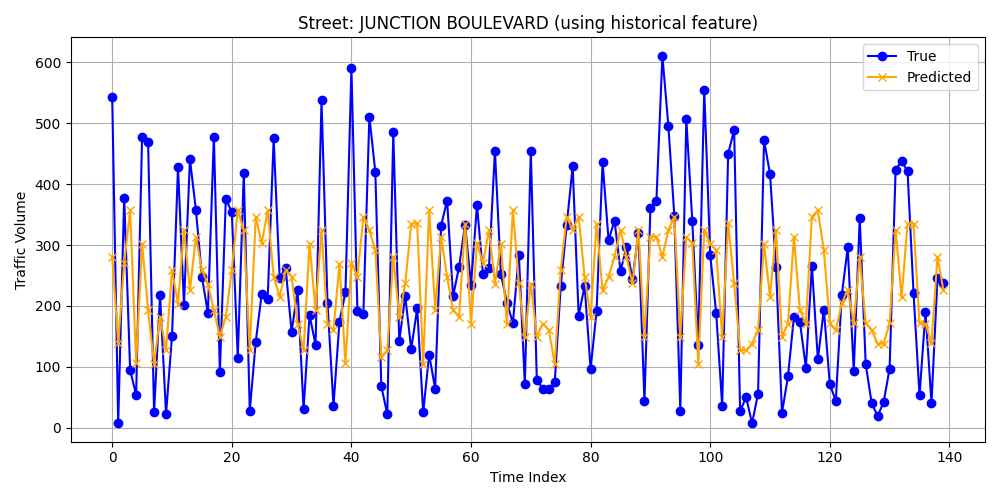 Street: JUNCTION BOULEVARD (using historical feature)
True
Predicted
Traffic Volume
600
500
400
300
200
100
0
0 20 40 60 80 100 120 140
Time Index